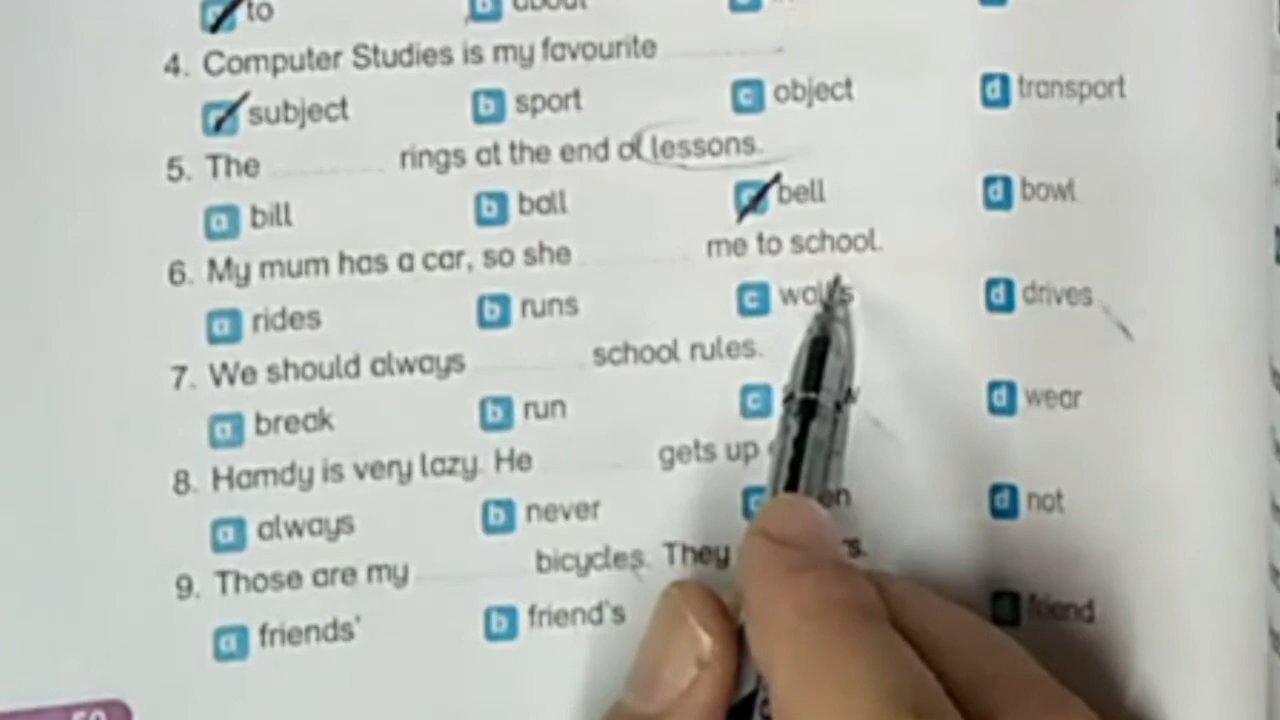 to b about
4. Computer Studies is my favourite
subject b sport c object d transport
5. The rings at the end of lessons.
a bill b ball bell d bowl
6. My mum has a car, so she me to school.
a rides b runs c walks d drives
7. We should always school rules.
a break b run c d wear
8. Hamdy is very lazy. He gets up
a always b never c d not
9. Those are my bicycles. They
a friends' b friend's friend